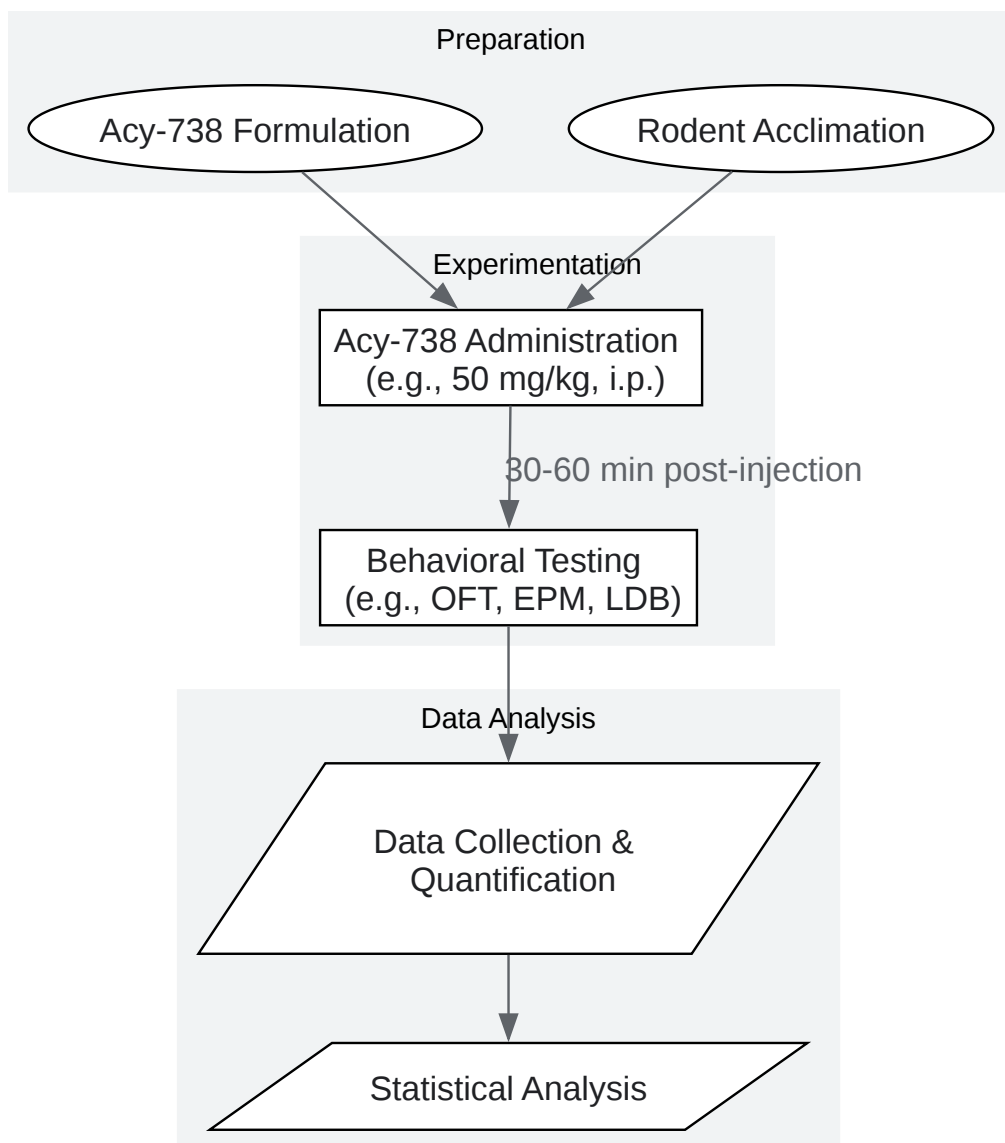 Preparation
Acy-738 Formulation
Rodent Acclimation
Experimentation
Acy-738 Administration
(e.g., 50 mg/kg, i.p.)
30-60 min post-injection
Behavioral Testing
(e.g., OFT, EPM, LDB)
Data Analysis
Data Collection &
Quantification
Statistical Analysis